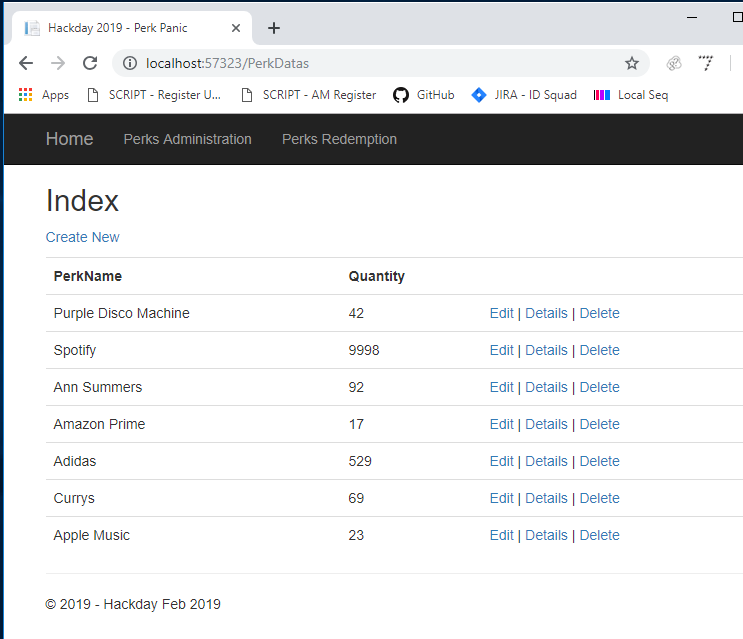 Hackday 2019 - Perk Panic
localhost:57323/PerkDatas
Apps SCRIPT - Register U... SCRIPT - AM Register GitHub JIRA - ID Squad Local Seq
Home Perks Administration Perks Redemption
Index
Create New
PerkName Quantity
Purple Disco Machine 42 Edit | Details | Delete
Spotify 9998 Edit | Details | Delete
Ann Summers 92 Edit | Details | Delete
Amazon Prime 17 Edit | Details | Delete
Adidas 529 Edit | Details | Delete
Currys 69 Edit | Details | Delete
Apple Music 23 Edit | Details | Delete
© 2019 - Hackday Feb 2019